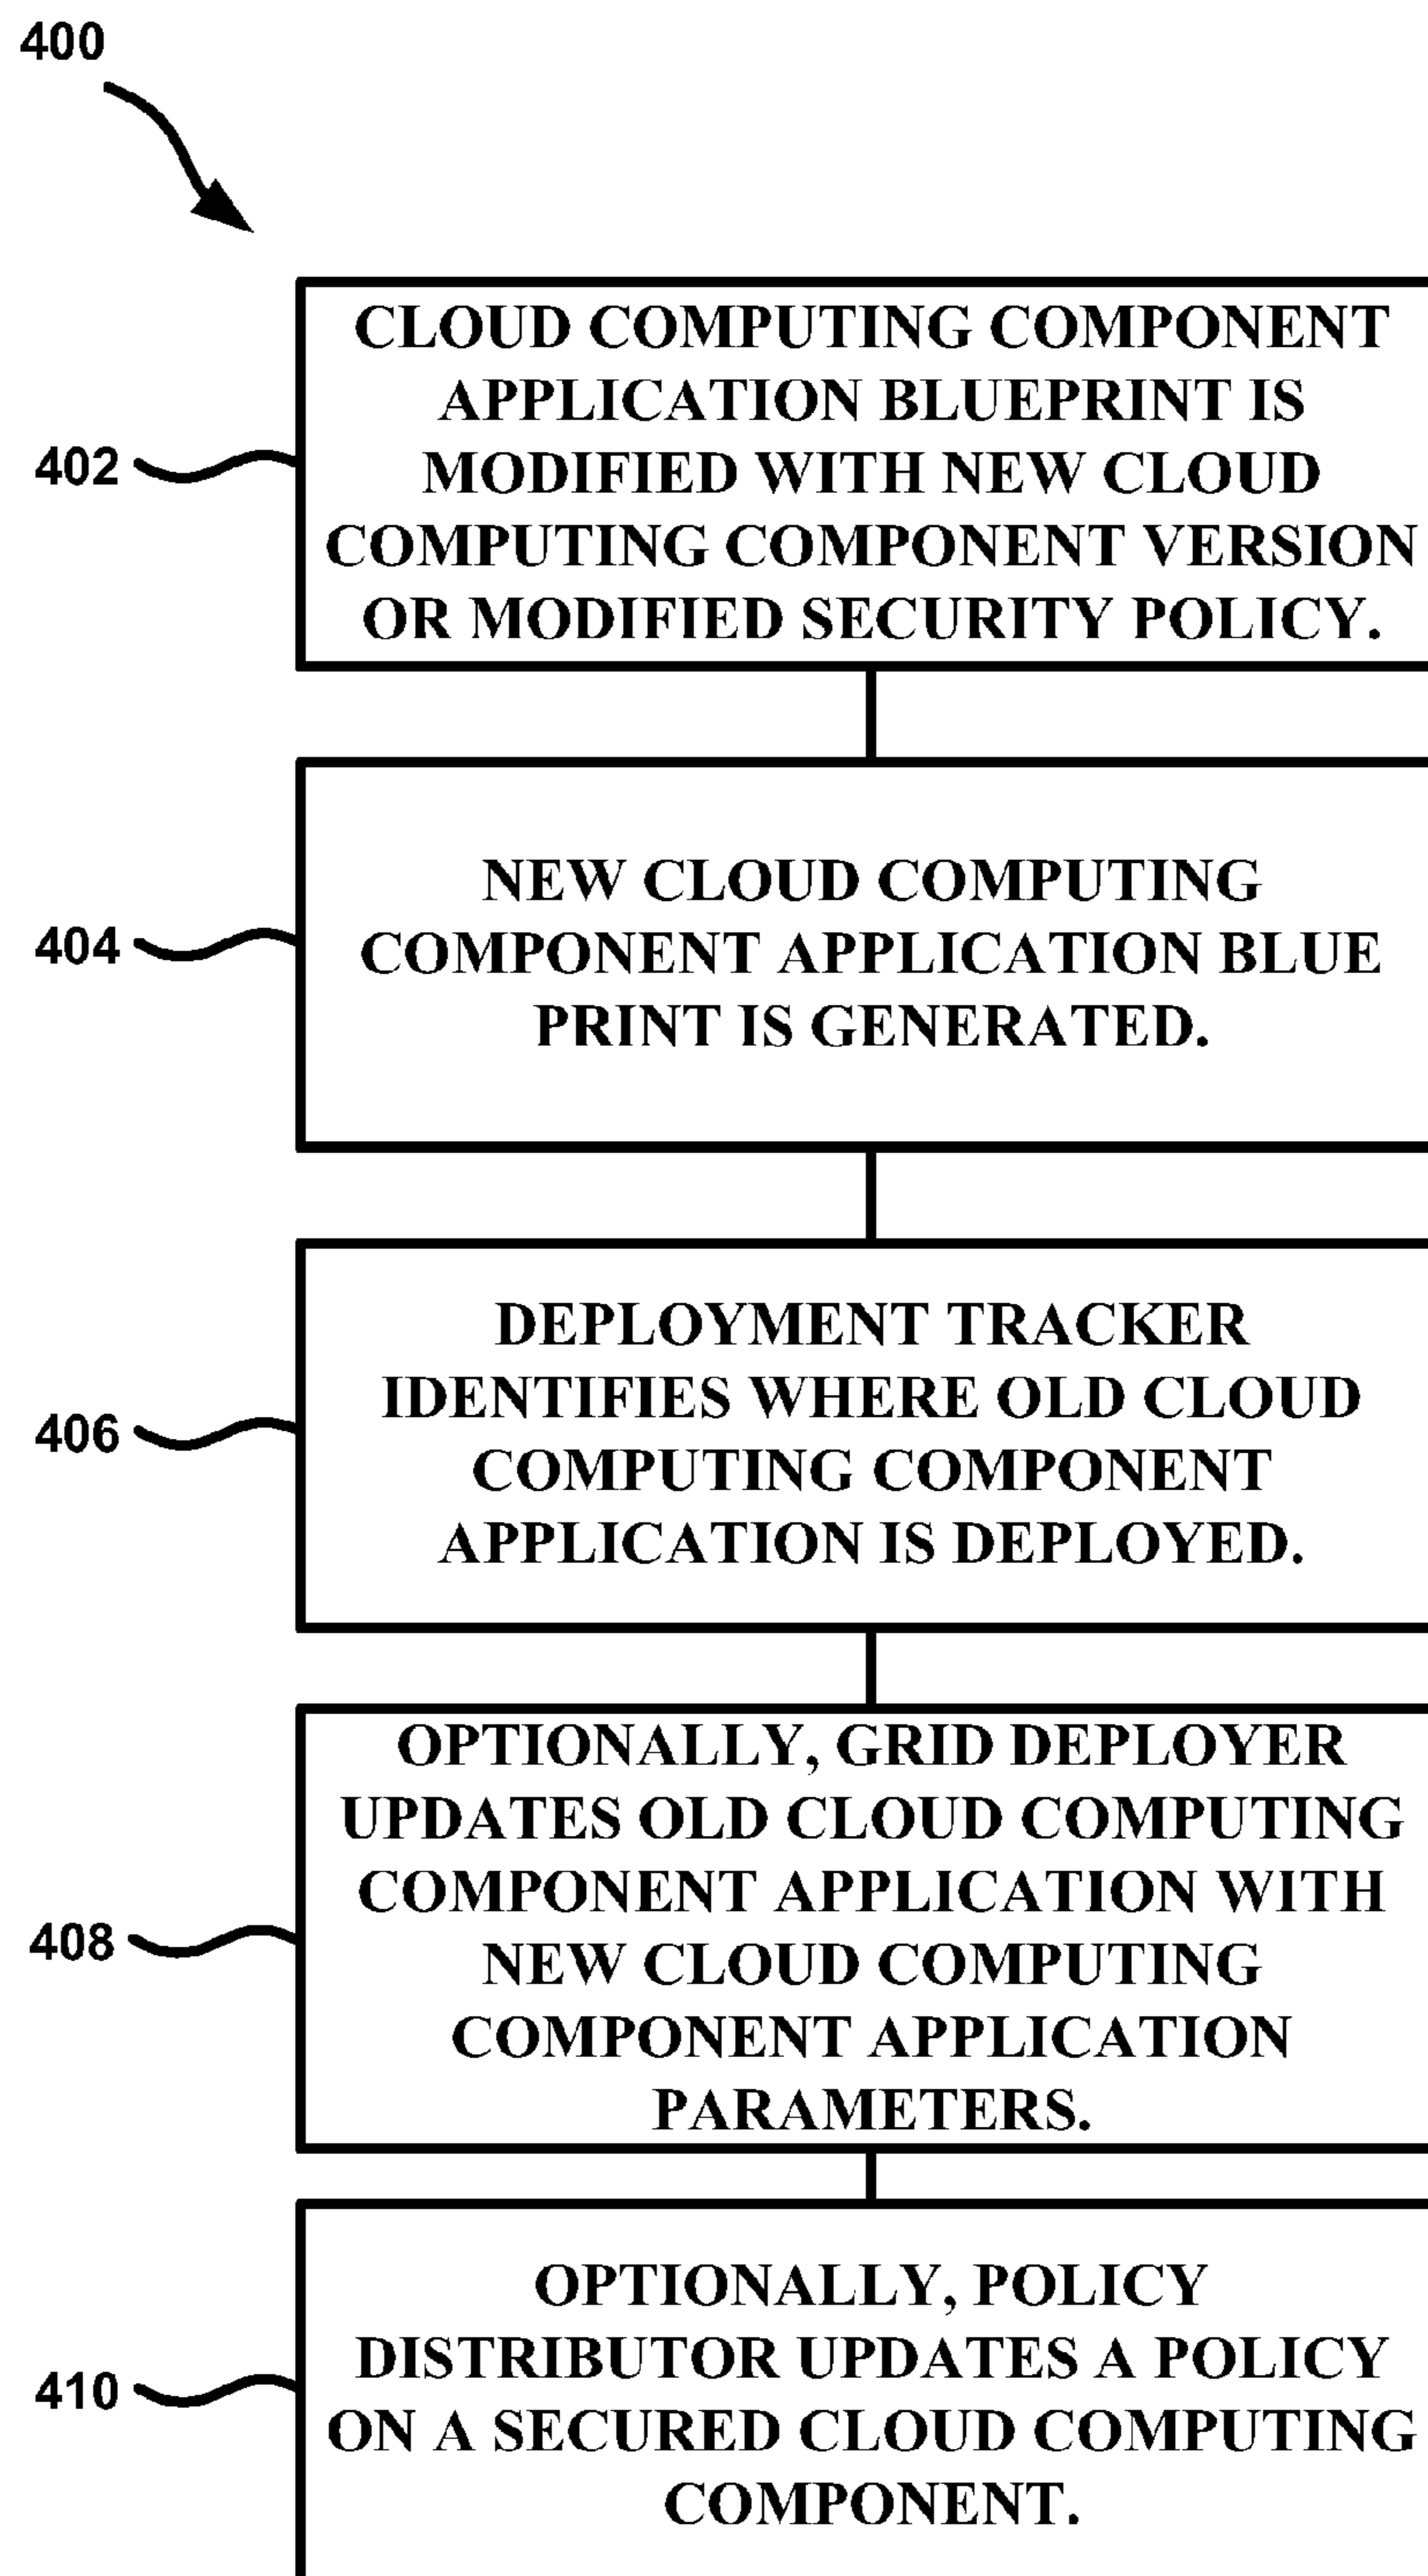 400
402
CLOUD COMPUTING COMPONENT
APPLICATION BLUEPRINT IS
MODIFIED WITH NEW CLOUD
COMPUTING COMPONENT VERSION
OR MODIFIED SECURITY POLICY.
404
NEW CLOUD COMPUTING
COMPONENT APPLICATION BLUE
PRINT IS GENERATED.
406
DEPLOYMENT TRACKER
IDENTIFIES WHERE OLD CLOUD
COMPUTING COMPONENT
APPLICATION IS DEPLOYED.
408
OPTIONALLY, GRID DEPLOYER
UPDATES OLD CLOUD COMPUTING
COMPONENT APPLICATION WITH
NEW CLOUD COMPUTING
COMPONENT APPLICATION
PARAMETERS.
410
OPTIONALLY, POLICY
DISTRIBUTOR UPDATES A POLICY
ON A SECURED CLOUD COMPUTING
COMPONENT.